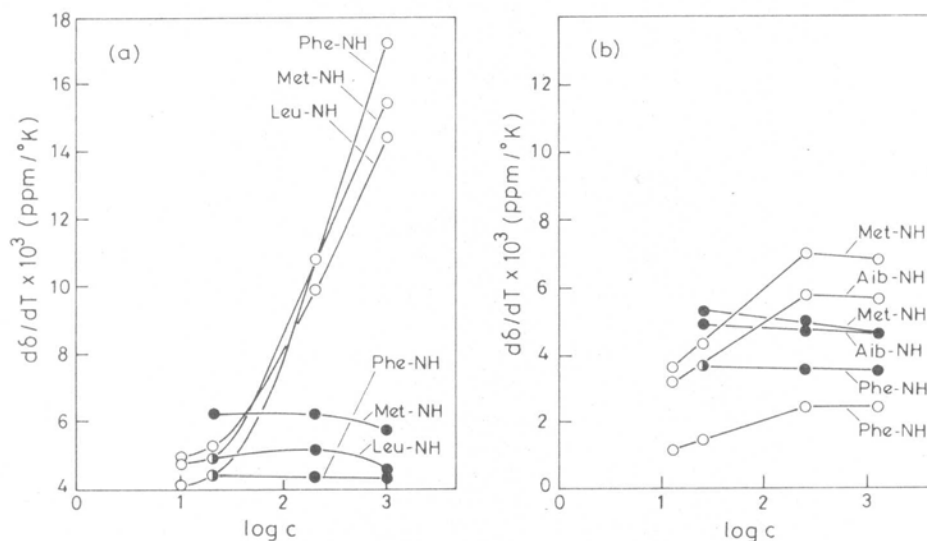 (a)
dδ/dT x 10³ (ppm/°K)
18
16
14
12
10
8
6
4
Phe-NH
Met-NH
Leu-NH
Phe-NH
Met-NH
Leu-NH
0
1
2
3
log c
(b)
dδ/dT x 10³ (ppm/°K)
12
10
8
6
4
2
0
Met-NH
Aib-NH
Met-NH
Aib-NH
Phe-NH
Phe-NH
0
1
2
3
log c